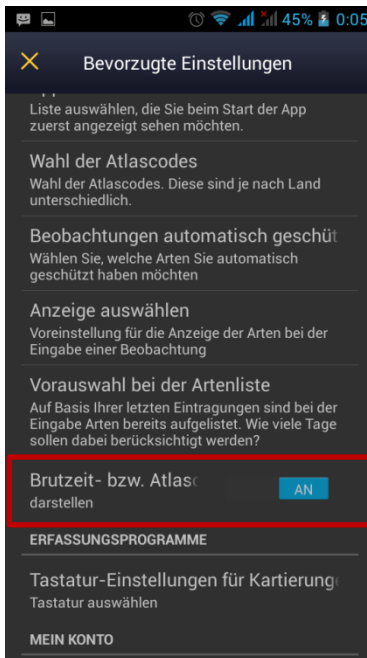 45% 0:05
Bevorzugte Einstellungen
Liste auswählen, die Sie beim Start der App
zuerst angezeigt sehen möchten.
Wahl der Atlascodes
Wahl der Atlascodes. Diese sind je nach Land
unterschiedlich.
Beobachtungen automatisch geschüt
Wählen Sie, welche Arten Sie automatisch
geschützt haben möchten
Anzeige auswählen
Voreinstellung für die Anzeige der Arten bei der
Eingabe einer Beobachtung
Vorauswahl bei der Artenliste
Auf Basis Ihrer letzten Eintragungen sind bei der
Eingabe Arten bereits aufgelistet. Wie viele Tage
sollen dabei berücksichtigt werden?
Brutzeit- bzw. Atlasc
AN
darstellen
ERFASSUNGSPROGRAMME
Tastatur-Einstellungen für Kartierunge
Tastatur auswählen
MEIN KONTO